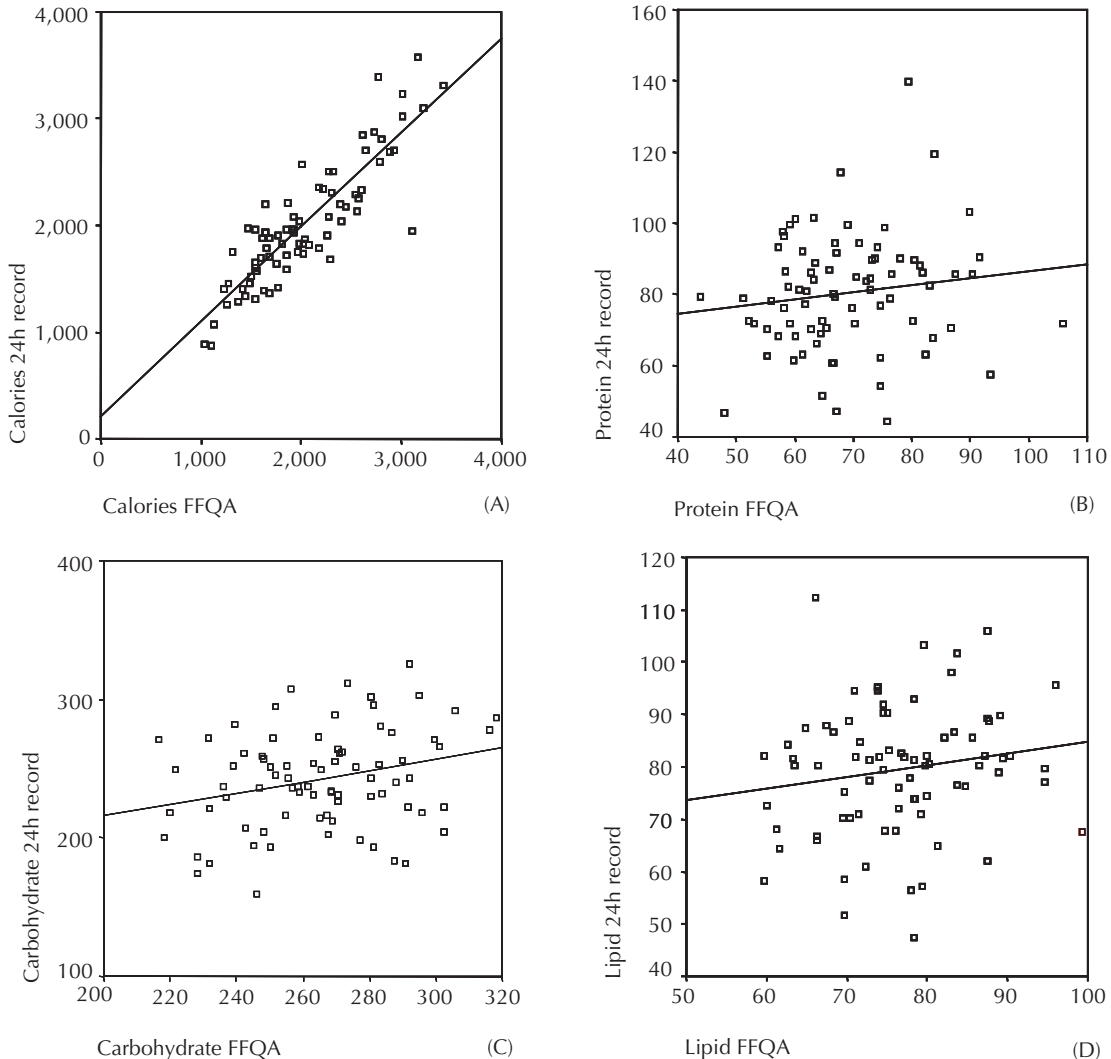 4,000
3,000
2,000
1,000
0
Calories 24h record
0 1,000 2,000 3,000 4,000
Calories FFQA (A)
160
140
120
100
80
60
40
Protein 24h record
40 50 60 70 80 90 100 110
Protein FFQA (B)
400
300
200
100
Carbohydrate 24h record
200 220 240 260 280 300 320
Carbohydrate FFQA (C)
120
110
100
90
80
70
60
50
40
Lipid 24h record
50 60 70 80 90 100
Lipid FFQA (D)